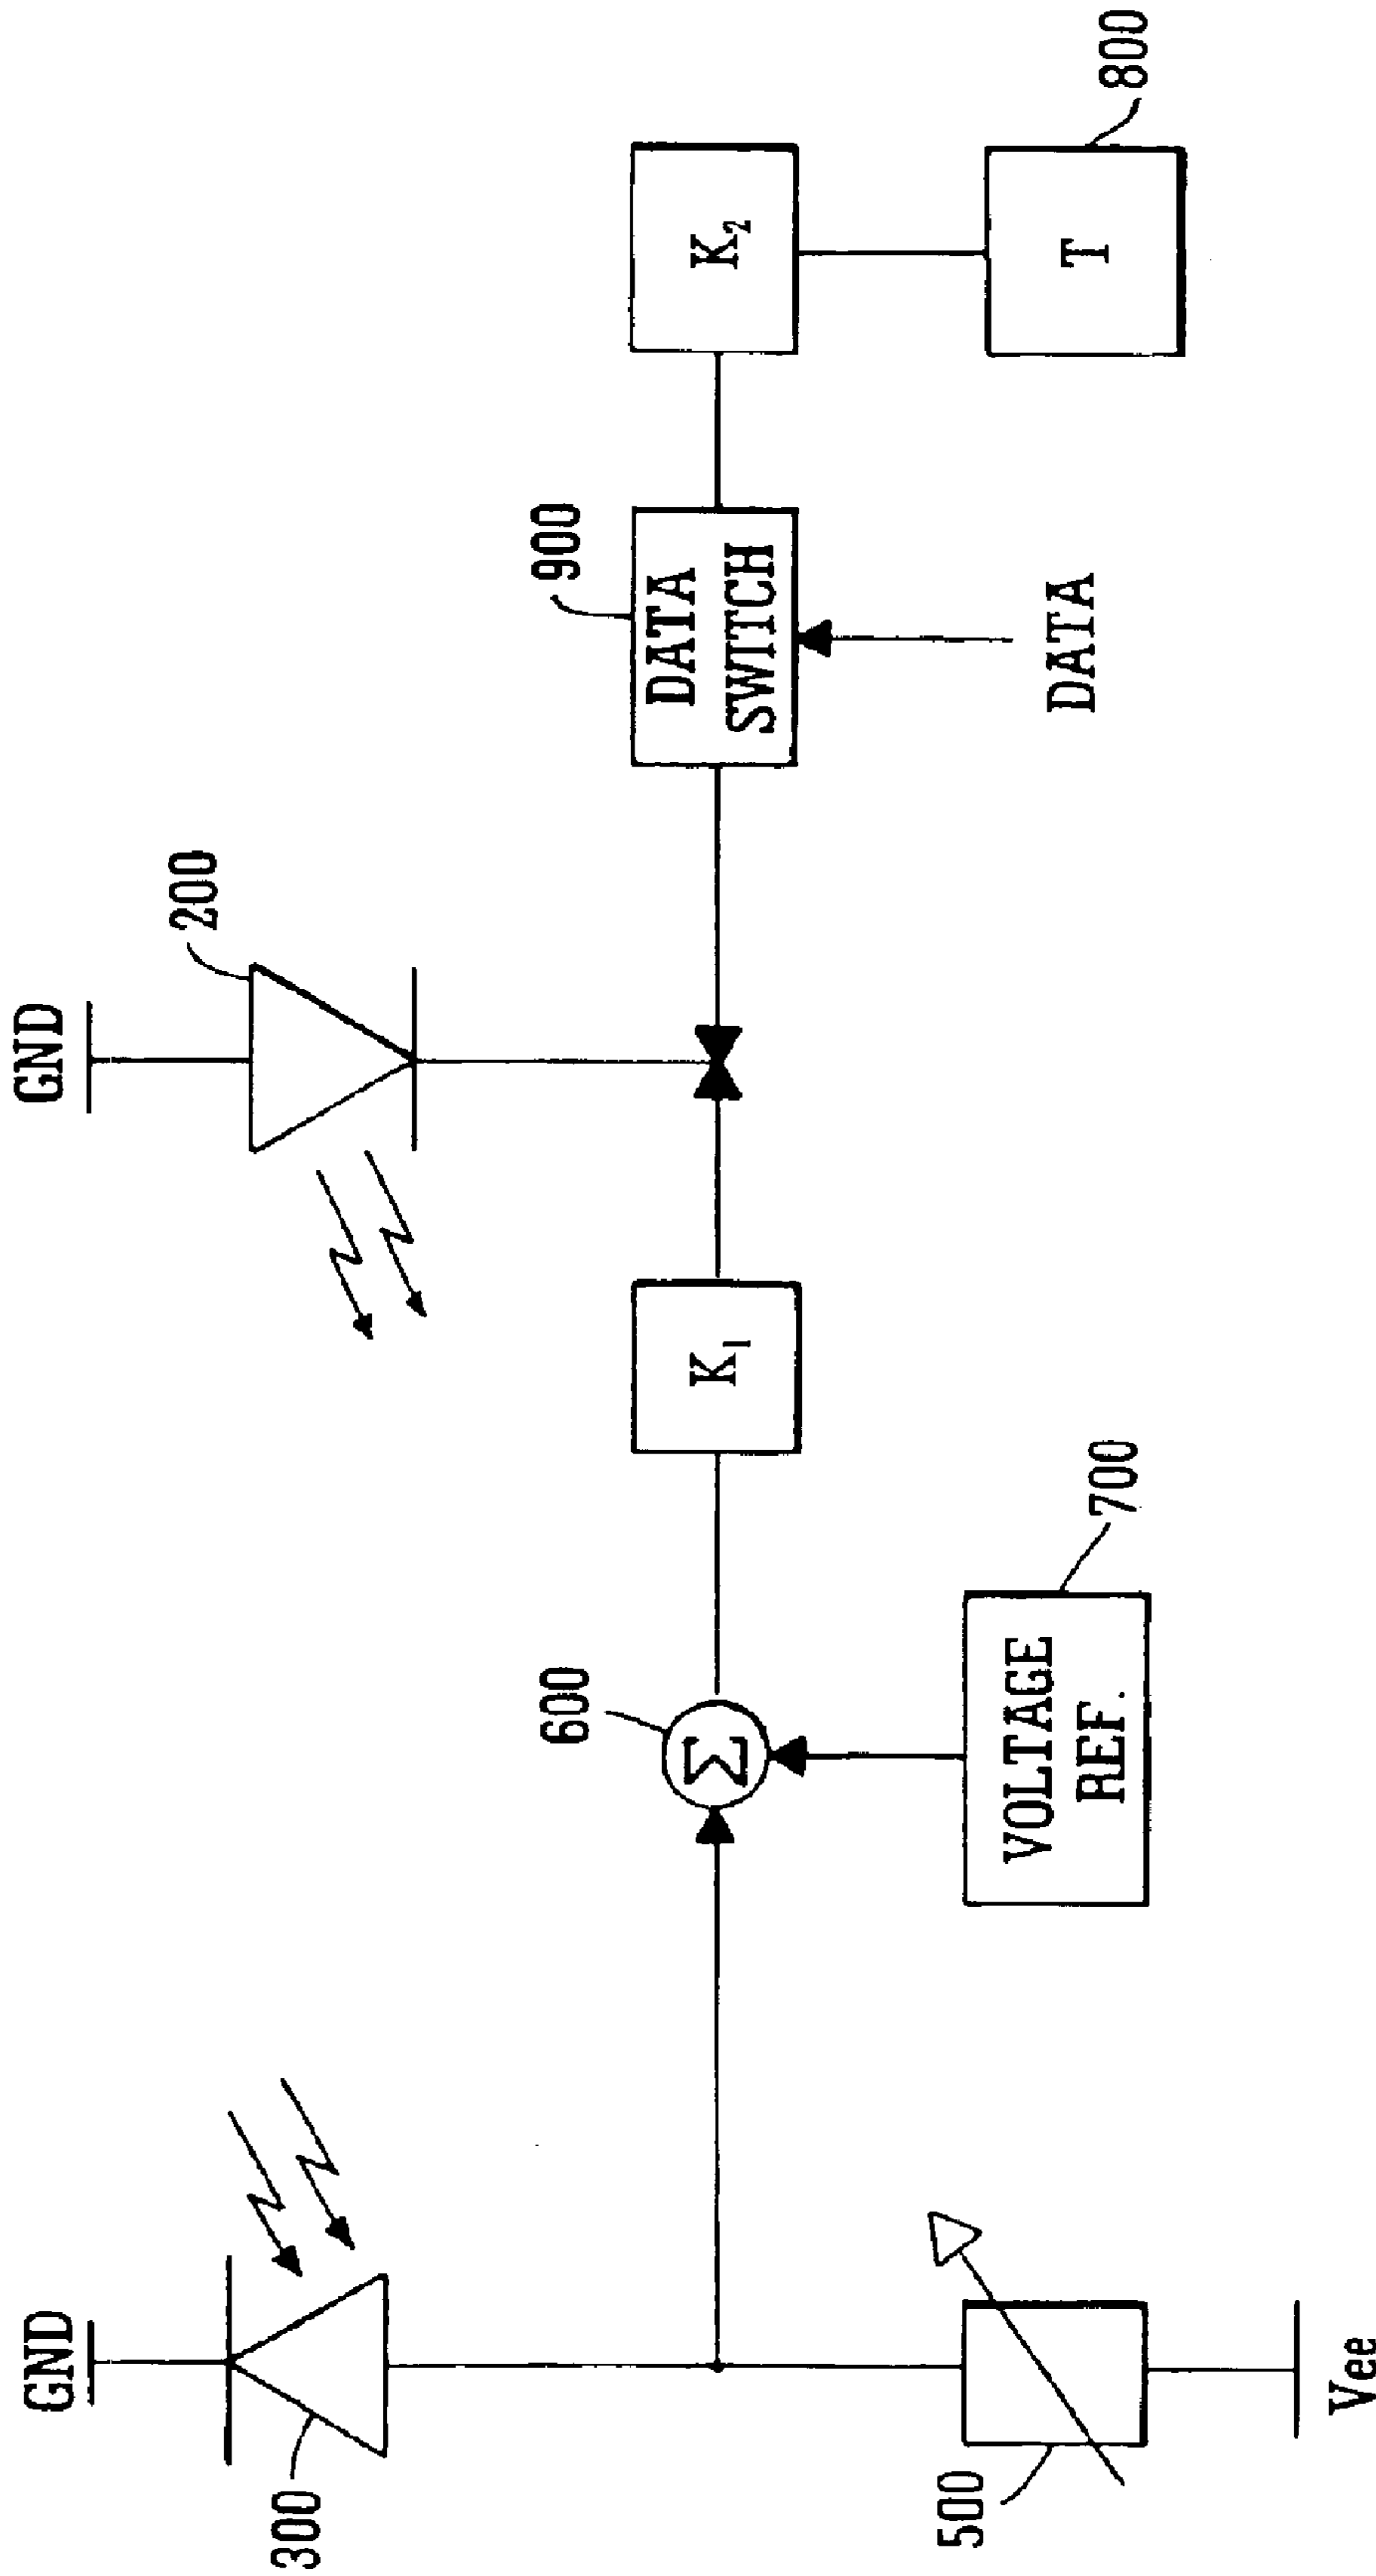 GND
GND
200
300
900
600
K1
DATA
SWITCH
K2
500
VOLTAGE
REF.
700
DATA
T
800
Σ
Vee